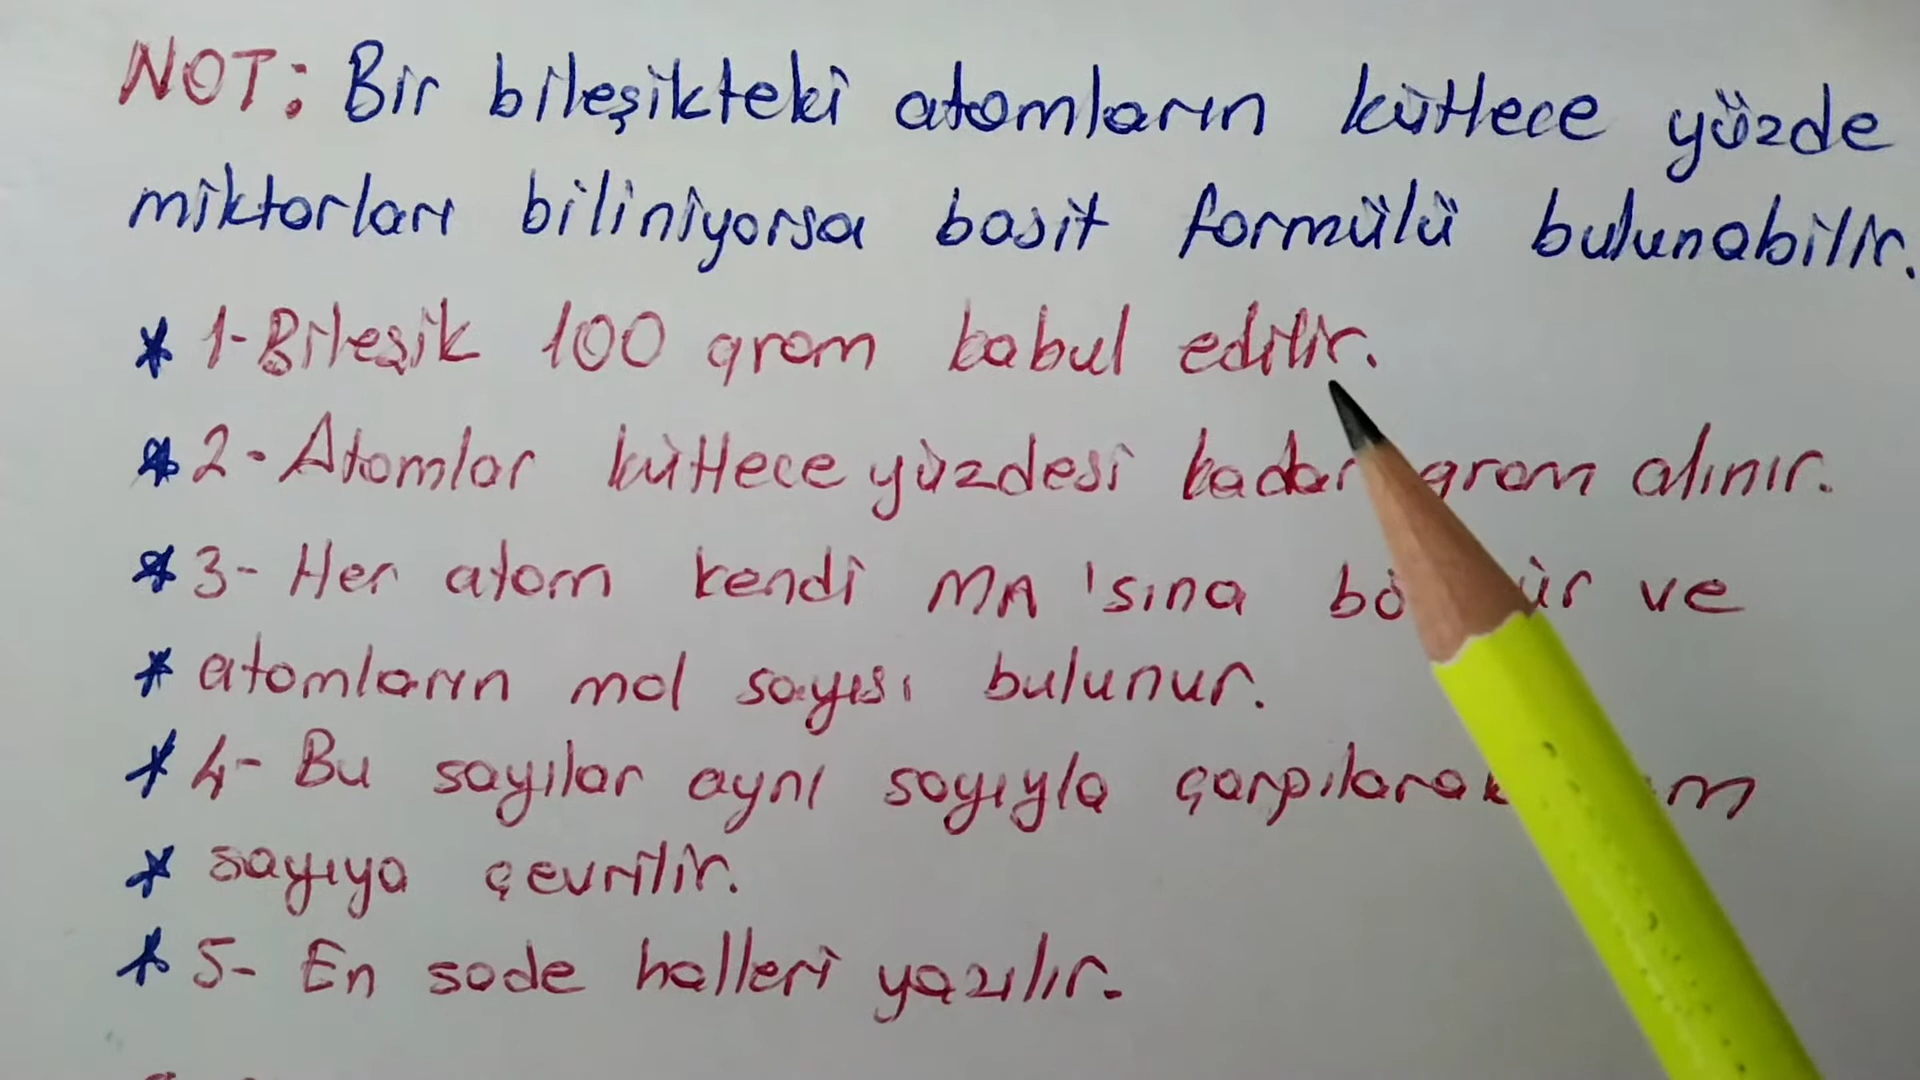 NOT: Bir bileşikteki atomların kütlece yüzde
miktarları biliniyorsa basit formülü bulunabilir.
* 1-Bileşik 100 gram kabul edilir.
* 2- Atomlar kütlece yüzdesi kadar gram alınır.
* 3- Her atom kendi MA 'sına ve
* atomların mol sayısı bulunur.
* 4- Bu sayılar aynı sayıyla çarpılarak
* sayıya çevrilir.
* 5- En sade halleri yazılır.